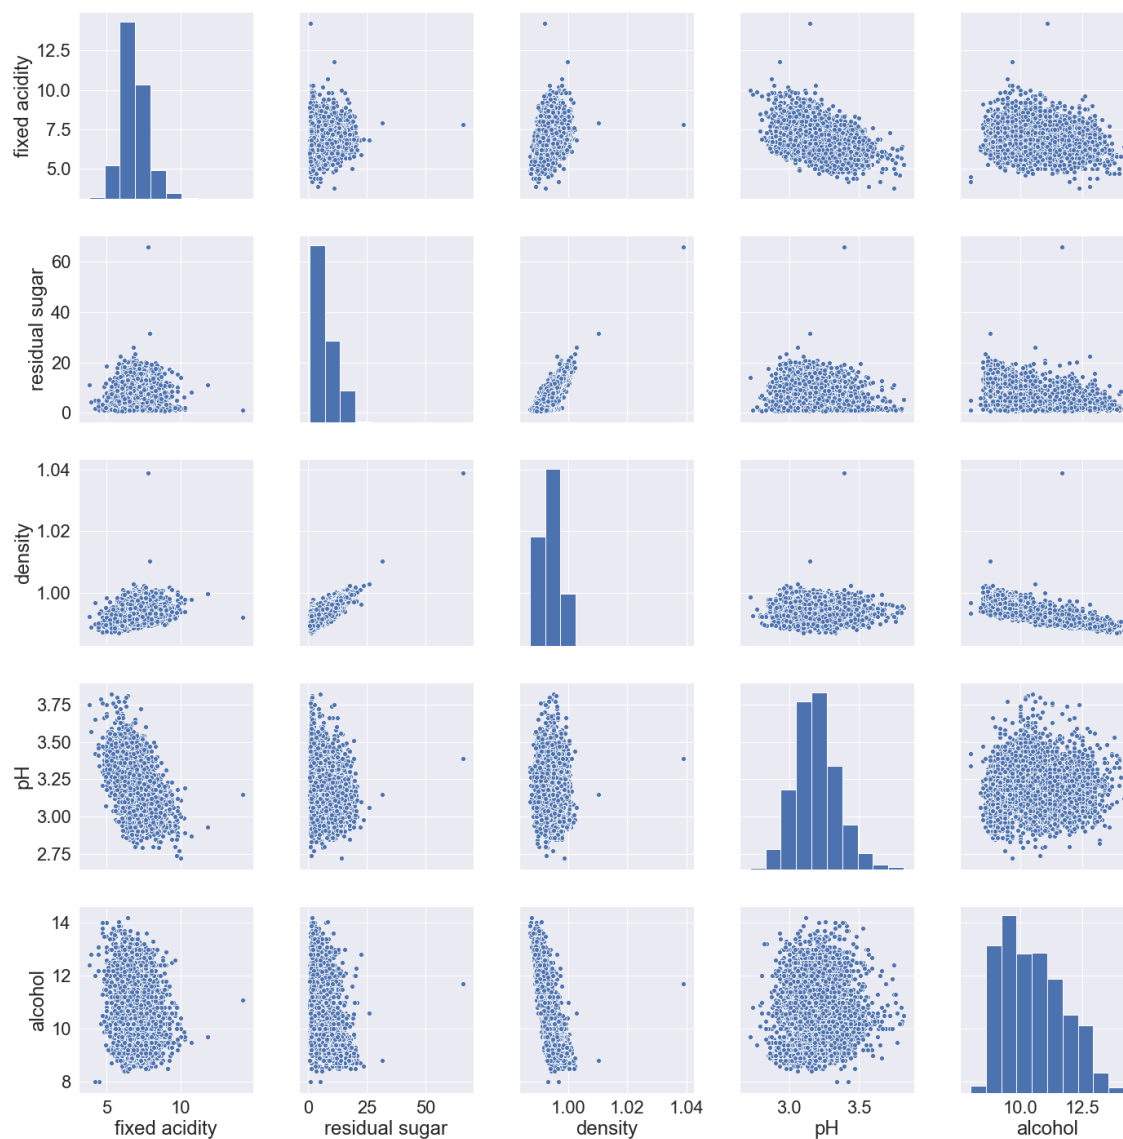 fixed acidity
12.5
10.0
7.5
5.0
residual sugar
60
40
20
0
density
1.04
1.02
1.00
pH
3.75
3.50
3.25
3.00
2.75
alcohol
14
12
10
8
5 10 0 25 50 1.00 1.02 1.04 3.0 3.5 10.0 12.5
fixed acidity residual sugar density pH alcohol